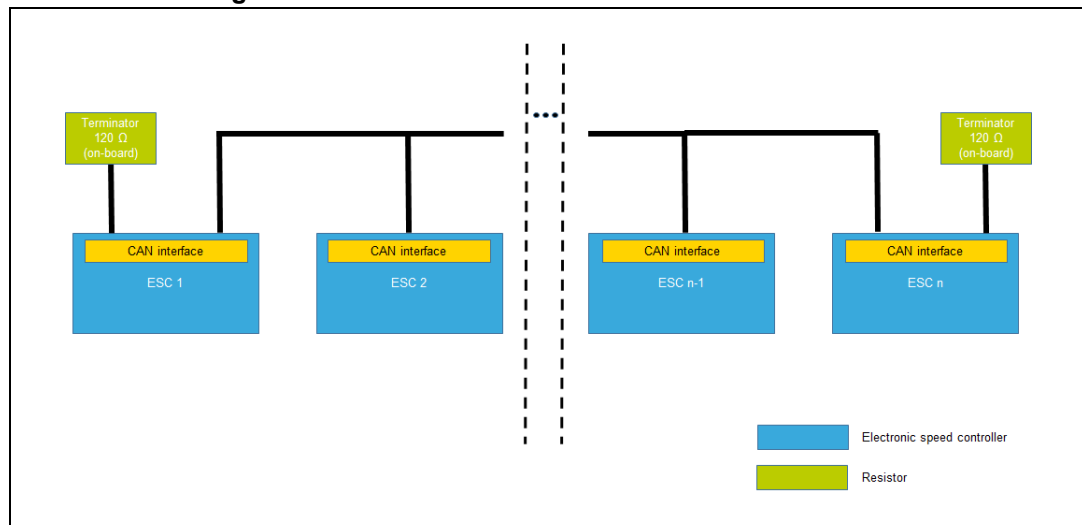 •••
Terminator
120 Ω
(on-board)
Terminator
120 Ω
(on-board)
CAN interface
CAN interface
CAN interface
CAN interface
ESC 1
ESC 2
ESC n-1
ESC n
Electronic speed controller
Resistor